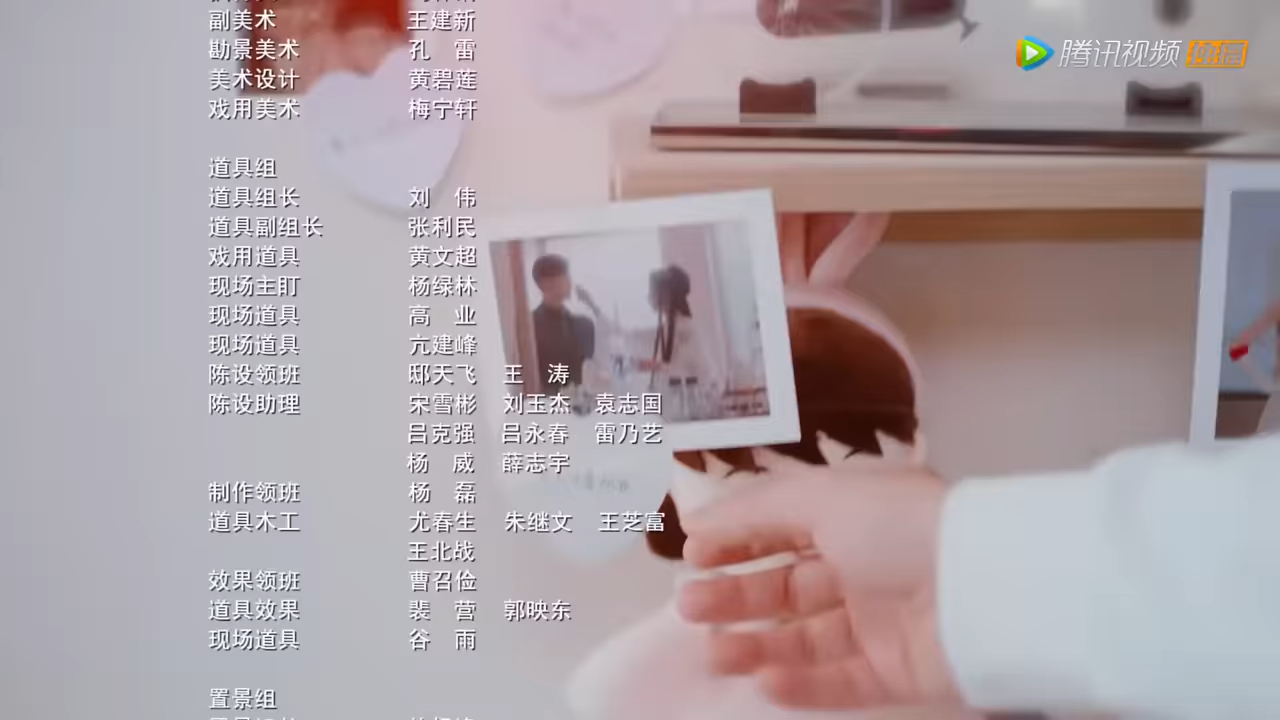 腾讯视频
副美术 王建新
勘景美术 孔 雷
美术设计 黄碧莲
戏用美术 梅宁轩
道具组
道具组长 刘 伟
道具副组长 张利民
戏用道具 黄文超
现场主盯 杨绿林
现场道具 高 业
现场道具 亢建峰
陈设领班 邸天飞 王 涛
陈设助理 宋雪彬 刘玉杰 袁志国
吕克强 吕永春 雷乃艺
杨 威 薛志宇
制作领班 杨 磊
道具木工 尤春生 朱继文 王芝富
王北战
效果领班 曹召俭
道具效果 裴 营 郭映东
现场道具 谷 雨
置景组